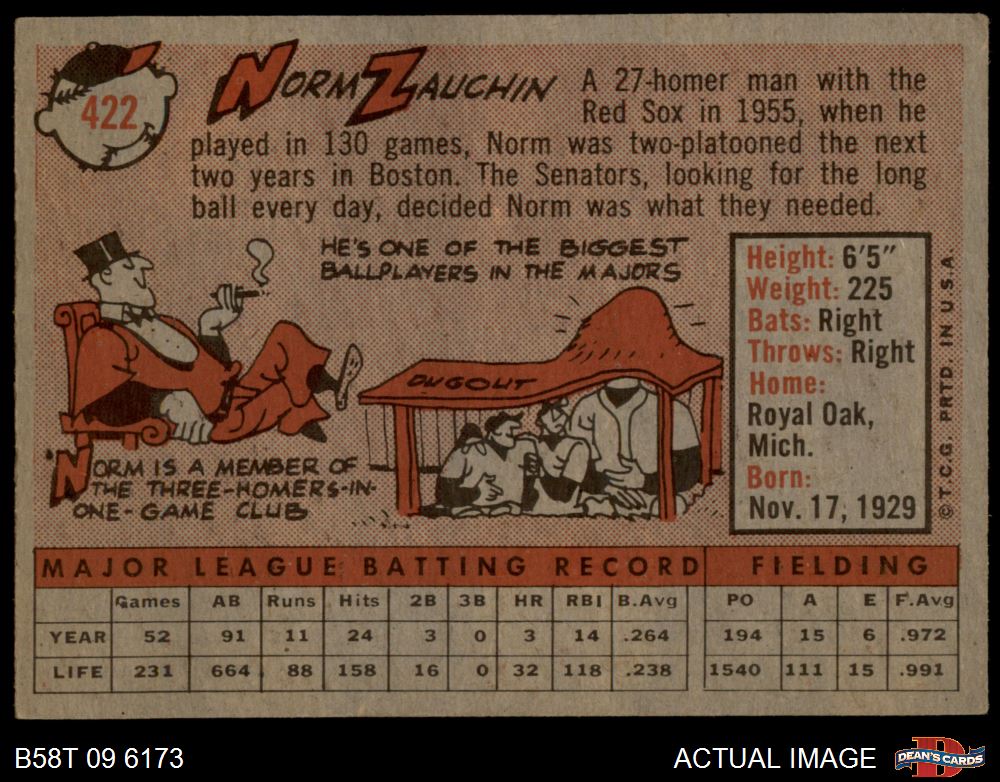 422
NORM ZAUCHIN
A 27-homer man with the
Red Sox in 1955, when he
played in 130 games, Norm was two-platooned the next
two years in Boston. The Senators, looking for the long
ball every day, decided Norm was what they needed.
HE'S ONE OF THE BIGGEST
BALLPLAYERS IN THE MAJORS
DUGOUT
NORM IS A MEMBER OF
THE THREE-HOMERS-IN-
ONE-GAME CLUB
Height: 6'5"
Weight: 225
Bats: Right
Throws: Right
Home:
Royal Oak,
Mich.
Born:
Nov. 17, 1929
© T.C.G. PRTD. IN U.S.A.
MAJOR LEAGUE BATTING RECORD FIELDING
Games AB Runs Hits 2B 3B HR RBI B.Avg PO A E F.Avg
YEAR 52 91 11 24 3 0 3 14 .264 194 15 6 .972
LIFE 231 664 88 158 16 0 32 118 .238 1540 111 15 .991
B58T 09 6173
ACTUAL IMAGE
D
DEAN'S CARDS